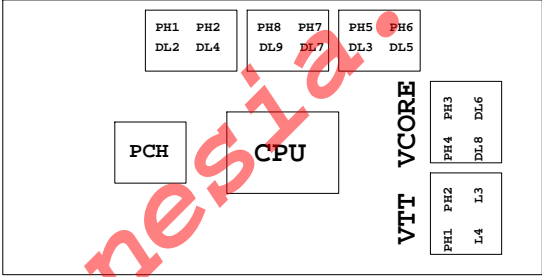 PH1 PH2
DL2 DL4
PH8 PH7
DL9 DL7
PH5 PH6
DL3 DL5
PCH
CPU
VCORE
PH3 DL6
PH4 DL8
VTT
PH2 L3
PH1 L4
nesia.